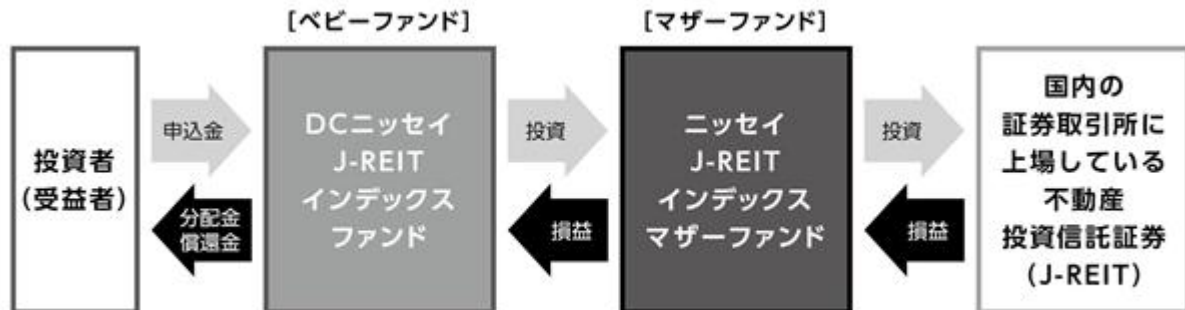 [ベビーファンド]
[マザーファンド]
投資者
(受益者)
申込金
分配金
償還金
DCニッセイ
J-REIT
インデックス
ファンド
投資
損益
ニッセイ
J-REIT
インデックス
マザーファンド
投資
損益
国内の
証券取引所に
上場している
不動産
投資信託証券
(J-REIT)